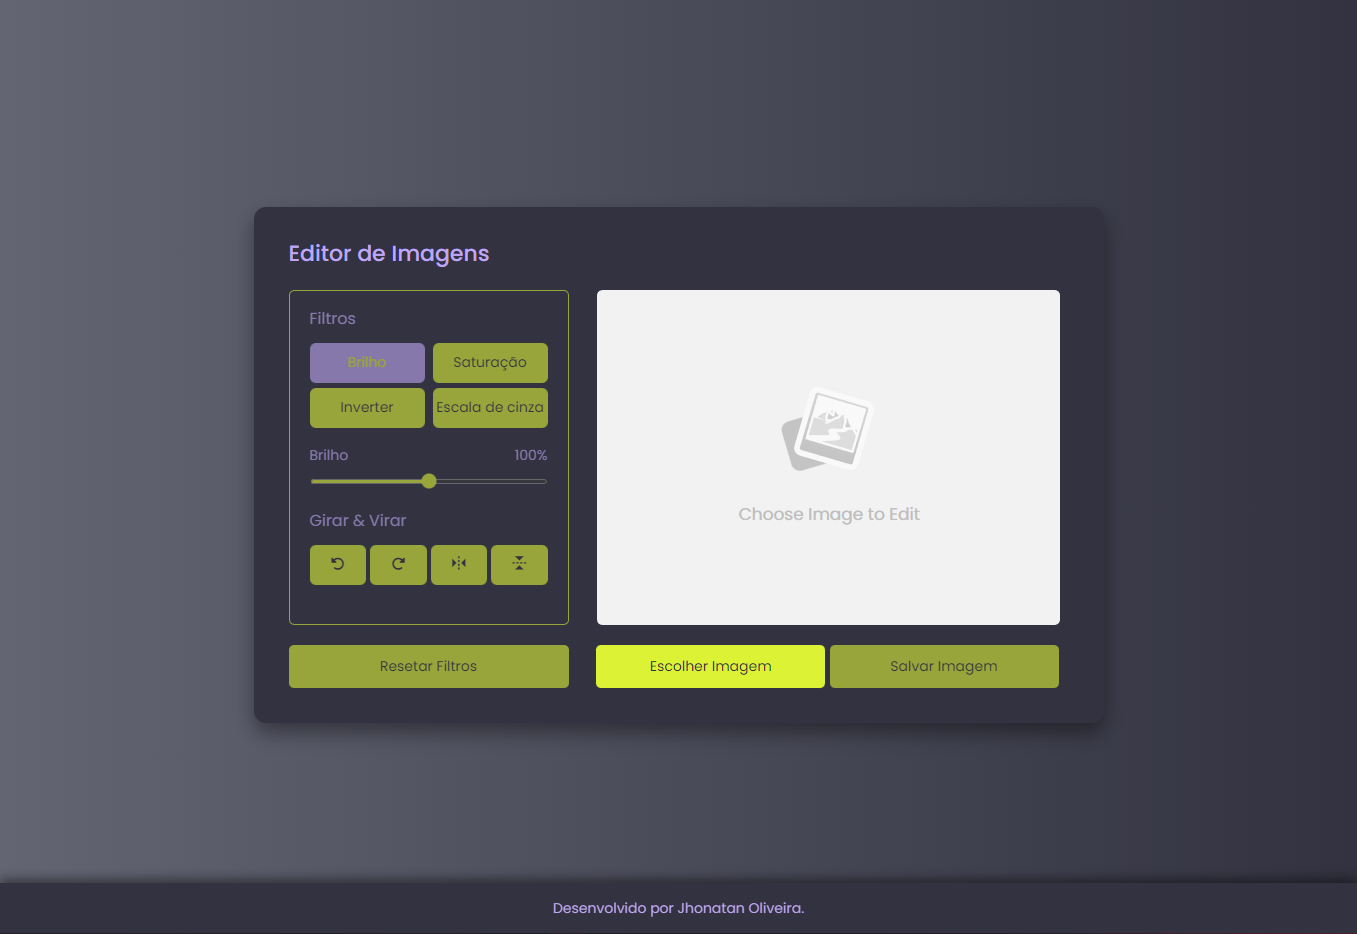 Editor de Imagens
Filtros
Brilho
Saturação
Inverter
Escala de cinza
Brilho
100%
Girar & Virar
Choose Image to Edit
Resetar Filtros
Escolher Imagem
Salvar Imagem
Desenvolvido por Jhonatan Oliveira.